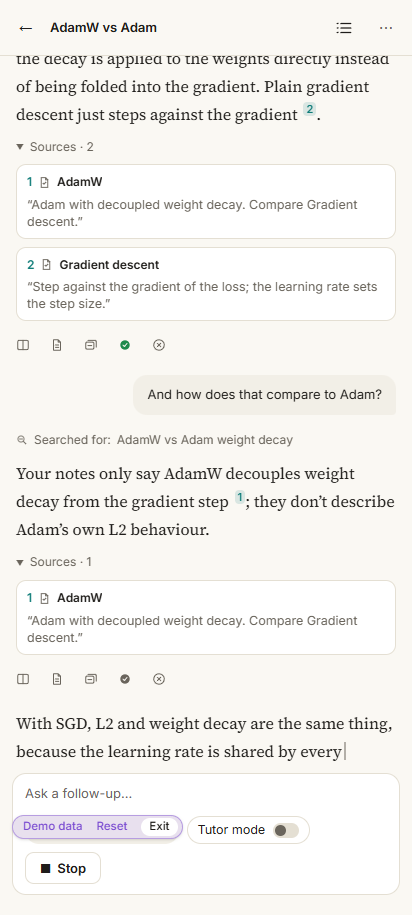 AdamW vs Adam
the decay is applied to the weights directly instead
of being folded into the gradient. Plain gradient
descent just steps against the gradient 2.
Sources · 2
1 AdamW
“Adam with decoupled weight decay. Compare Gradient
descent.”
2 Gradient descent
“Step against the gradient of the loss; the learning rate sets
the step size.”
And how does that compare to Adam?
Searched for: AdamW vs Adam weight decay
Your notes only say AdamW decouples weight
decay from the gradient step 1; they don’t describe
Adam’s own L2 behaviour.
Sources · 1
1 AdamW
“Adam with decoupled weight decay. Compare Gradient
descent.”
With SGD, L2 and weight decay are the same thing,
because the learning rate is shared by every
Ask a follow-up…
Demo data Reset Exit
Tutor mode
Stop